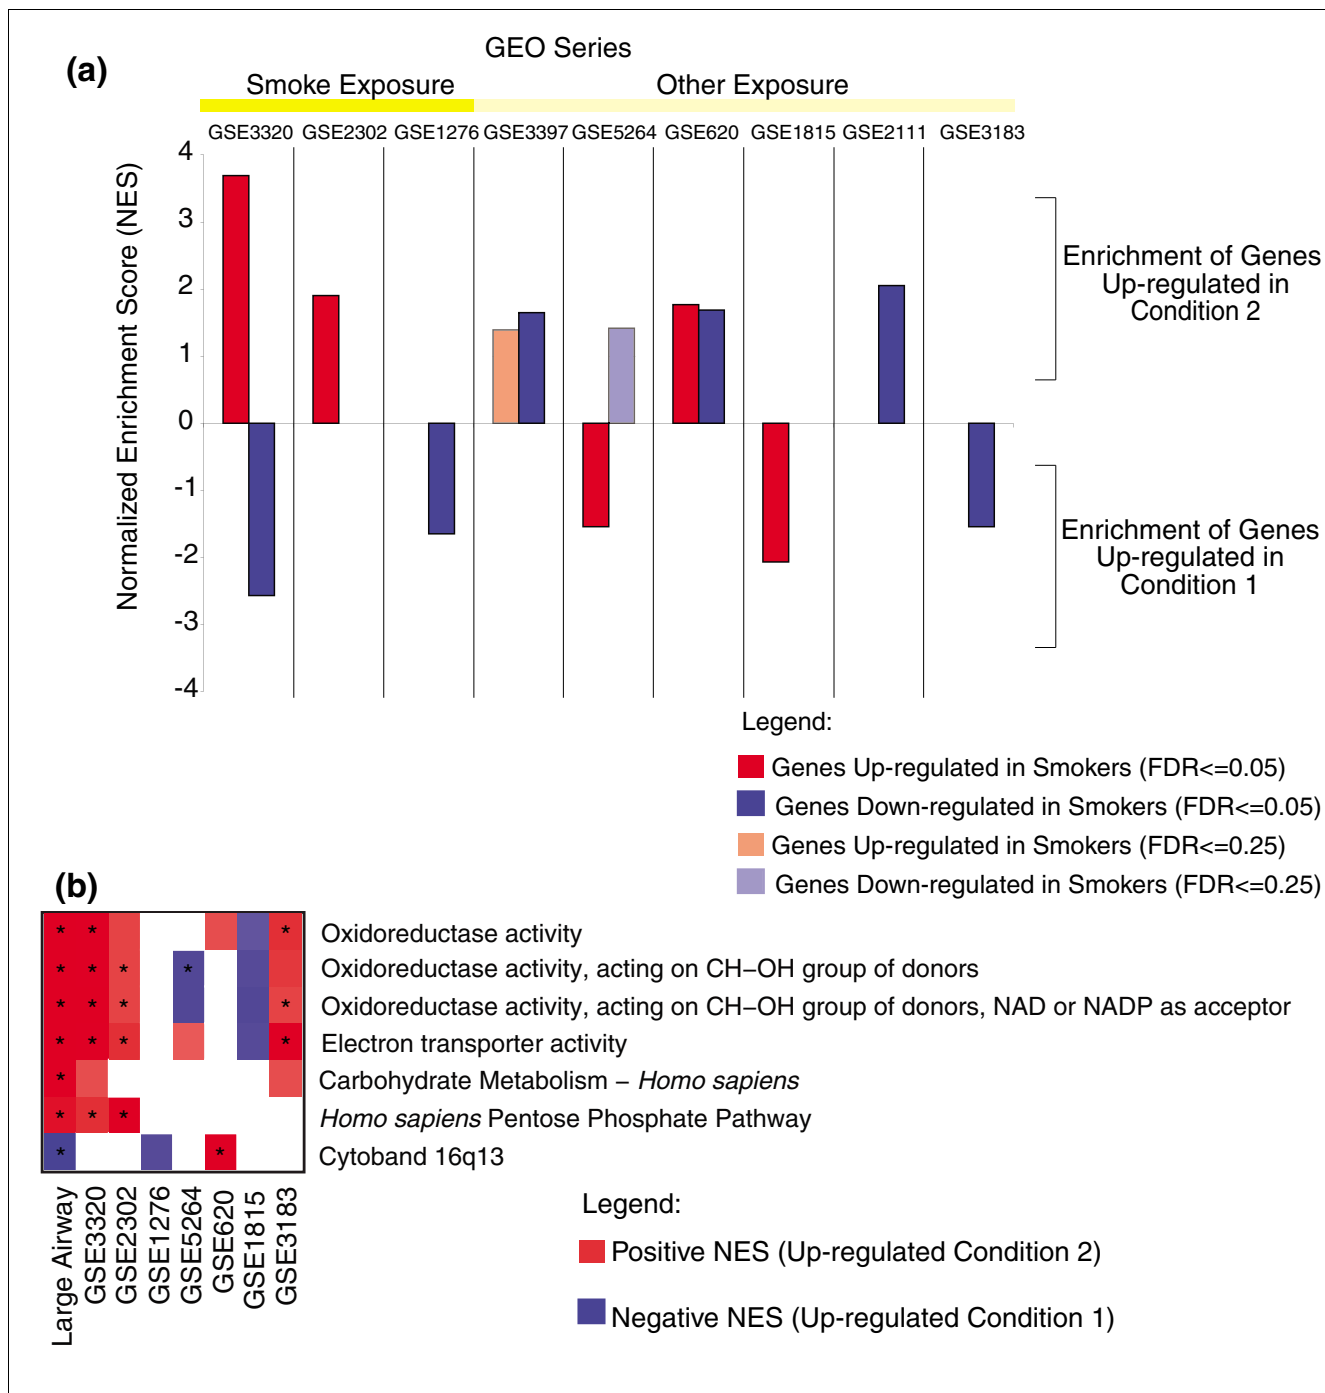 (a)
GEO Series
Smoke Exposure
Other Exposure
GSE3320 GSE2302 GSE1276 GSE3397 GSE5264 GSE620 GSE1815 GSE2111 GSE3183
Normalized Enrichment Score (NES)
4
3
2
1
0
-1
-2
-3
-4
Enrichment of Genes
Up-regulated in
Condition 2
Enrichment of Genes
Up-regulated in
Condition 1
Legend:
Genes Up-regulated in Smokers (FDR<=0.05)
Genes Down-regulated in Smokers (FDR<=0.05)
Genes Up-regulated in Smokers (FDR<=0.25)
Genes Down-regulated in Smokers (FDR<=0.25)
(b)
* * * Oxidoreductase activity
* * * * Oxidoreductase activity, acting on CH–OH group of donors
* * * * Oxidoreductase activity, acting on CH–OH group of donors, NAD or NADP as acceptor
* * * * Electron transporter activity
* Carbohydrate Metabolism – Homo sapiens
* * * Homo sapiens Pentose Phosphate Pathway
* * Cytoband 16q13
Large Airway
GSE3320
GSE2302
GSE1276
GSE5264
GSE620
GSE1815
GSE3183
Legend:
Positive NES (Up-regulated Condition 2)
Negative NES (Up-regulated Condition 1)